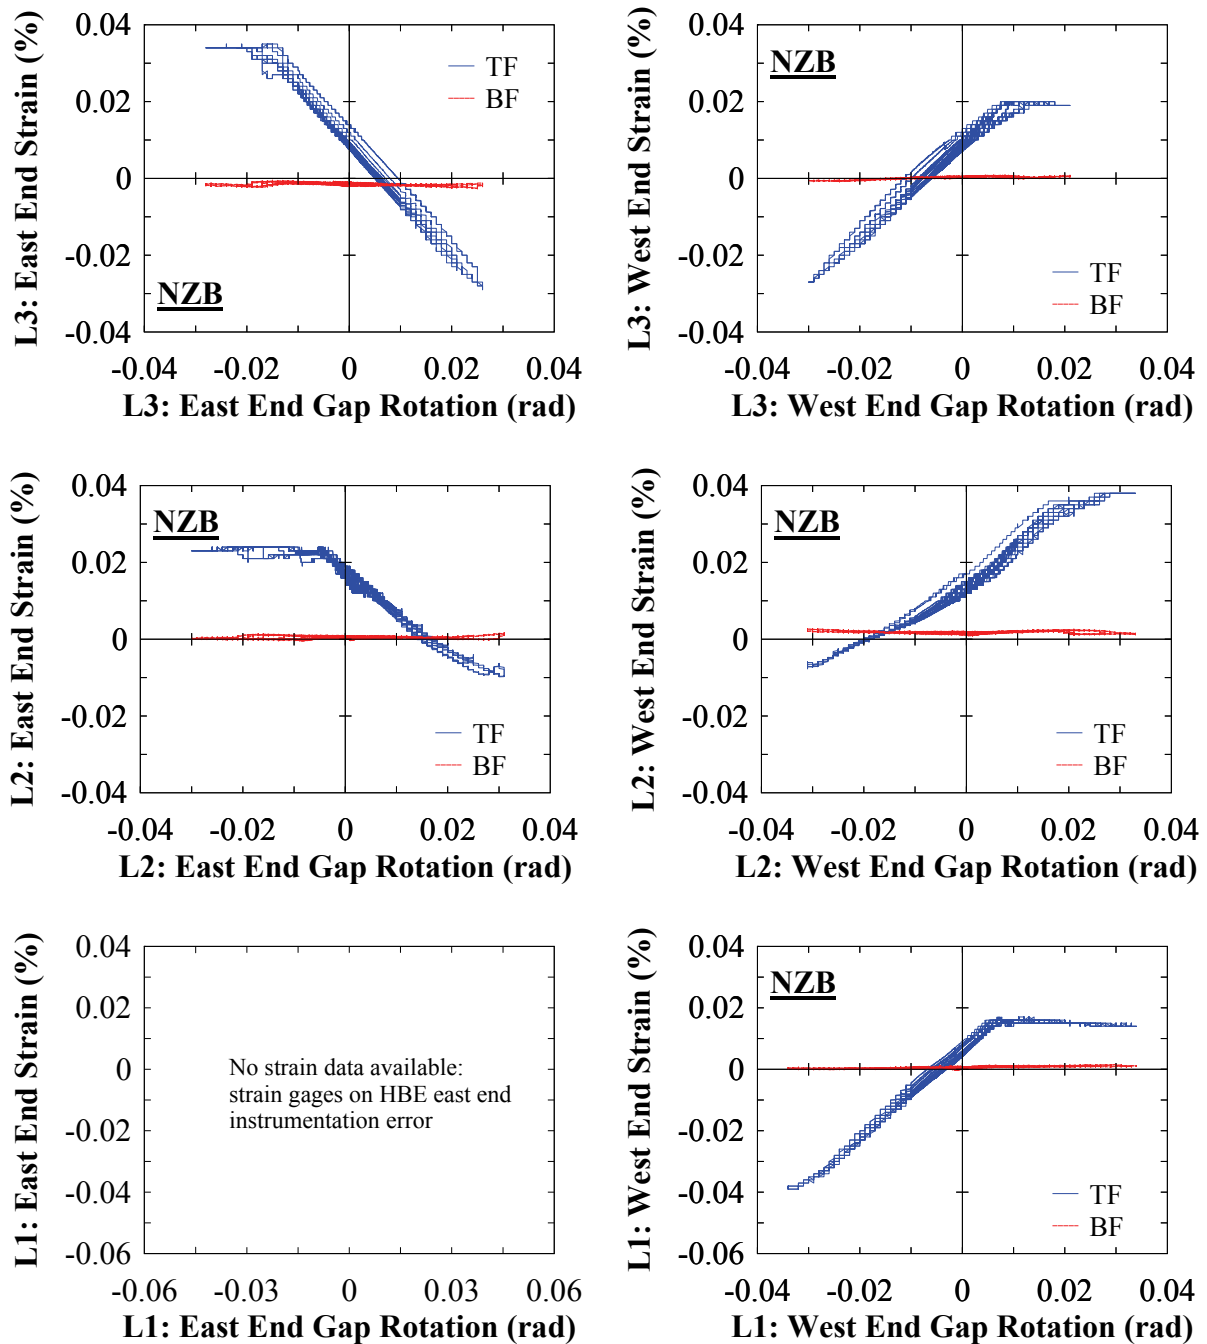 L3: East End Strain (%)
0.04
0.02
0
-0.02
-0.04
TF
BF
NZB
-0.04 -0.02 0 0.02 0.04
L3: East End Gap Rotation (rad)
L3: West End Strain (%)
0.04
0.02
0
-0.02
-0.04
NZB
TF
BF
-0.04 -0.02 0 0.02 0.04
L3: West End Gap Rotation (rad)
L2: East End Strain (%)
0.04
0.02
0
-0.02
-0.04
NZB
TF
BF
-0.04 -0.02 0 0.02 0.04
L2: East End Gap Rotation (rad)
L2: West End Strain (%)
0.04
0.02
0
-0.02
-0.04
NZB
TF
BF
-0.04 -0.02 0 0.02 0.04
L2: West End Gap Rotation (rad)
L1: East End Strain (%)
0.04
0.02
0
-0.02
-0.04
-0.06
No strain data available:
strain gages on HBE east end
instrumentation error
-0.06 -0.03 0 0.03 0.06
L1: East End Gap Rotation (rad)
L1: West End Strain (%)
0.04
0.02
0
-0.02
-0.04
-0.06
NZB
TF
BF
-0.04 -0.02 0 0.02 0.04
L1: West End Gap Rotation (rad)